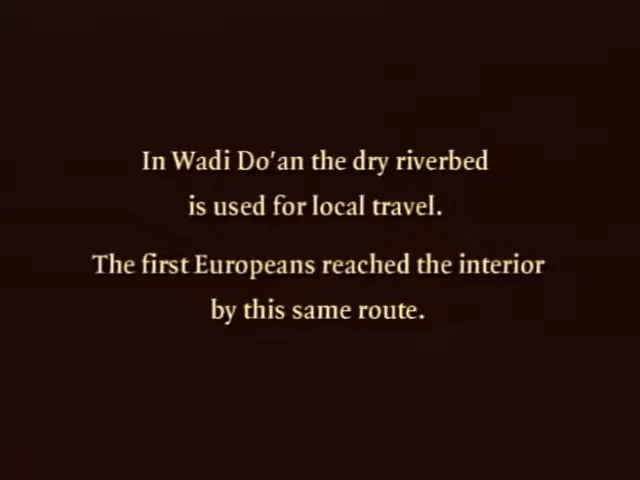 In Wadi Do'an the dry riverbed
is used for local travel.
The first Europeans reached the interior
by this same route.